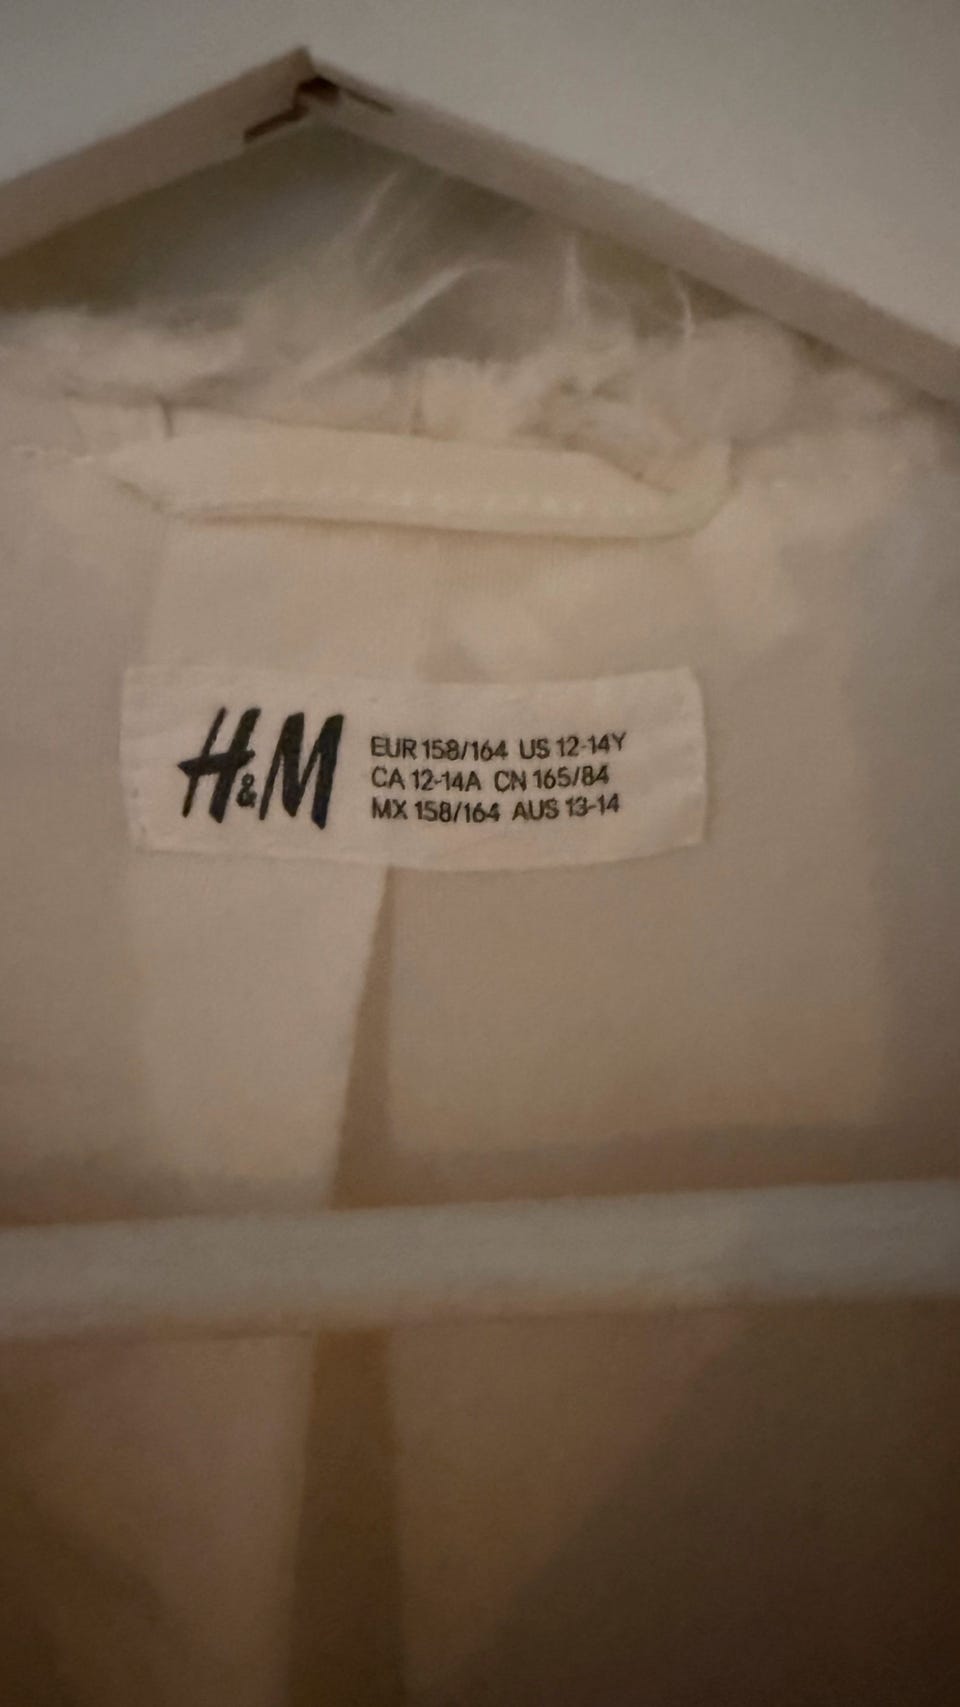 H&M
EUR 158/164 US 12-14Y
CA 12-14A CN 165/84
MX 158/164 AUS 13-14